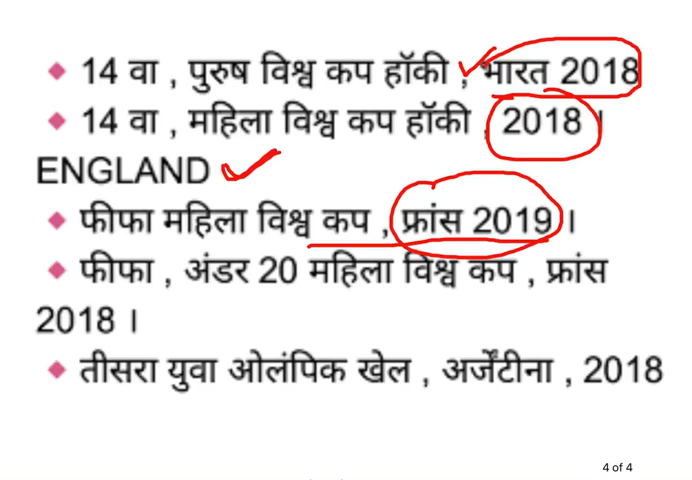 ◆ 14 वा , पुरुष विश्व कप हॉकी , भारत 2018
◆ 14 वा , महिला विश्व कप हॉकी , 2018 ।
ENGLAND
◆ फीफा महिला विश्व कप , फ्रांस 2019 ।
◆ फीफा , अंडर 20 महिला विश्व कप , फ्रांस
2018 ।
◆ तीसरा युवा ओलंपिक खेल , अर्जेंटीना , 2018
4 of 4